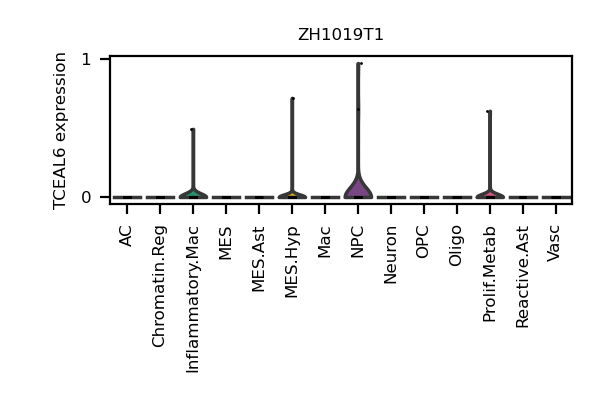 ZH1019T1
TCEAL6 expression
1
0
AC
Chromatin.Reg
Inflammatory.Mac
MES
MES.Ast
MES.Hyp
Mac
NPC
Neuron
OPC
Oligo
Prolif.Metab
Reactive.Ast
Vasc